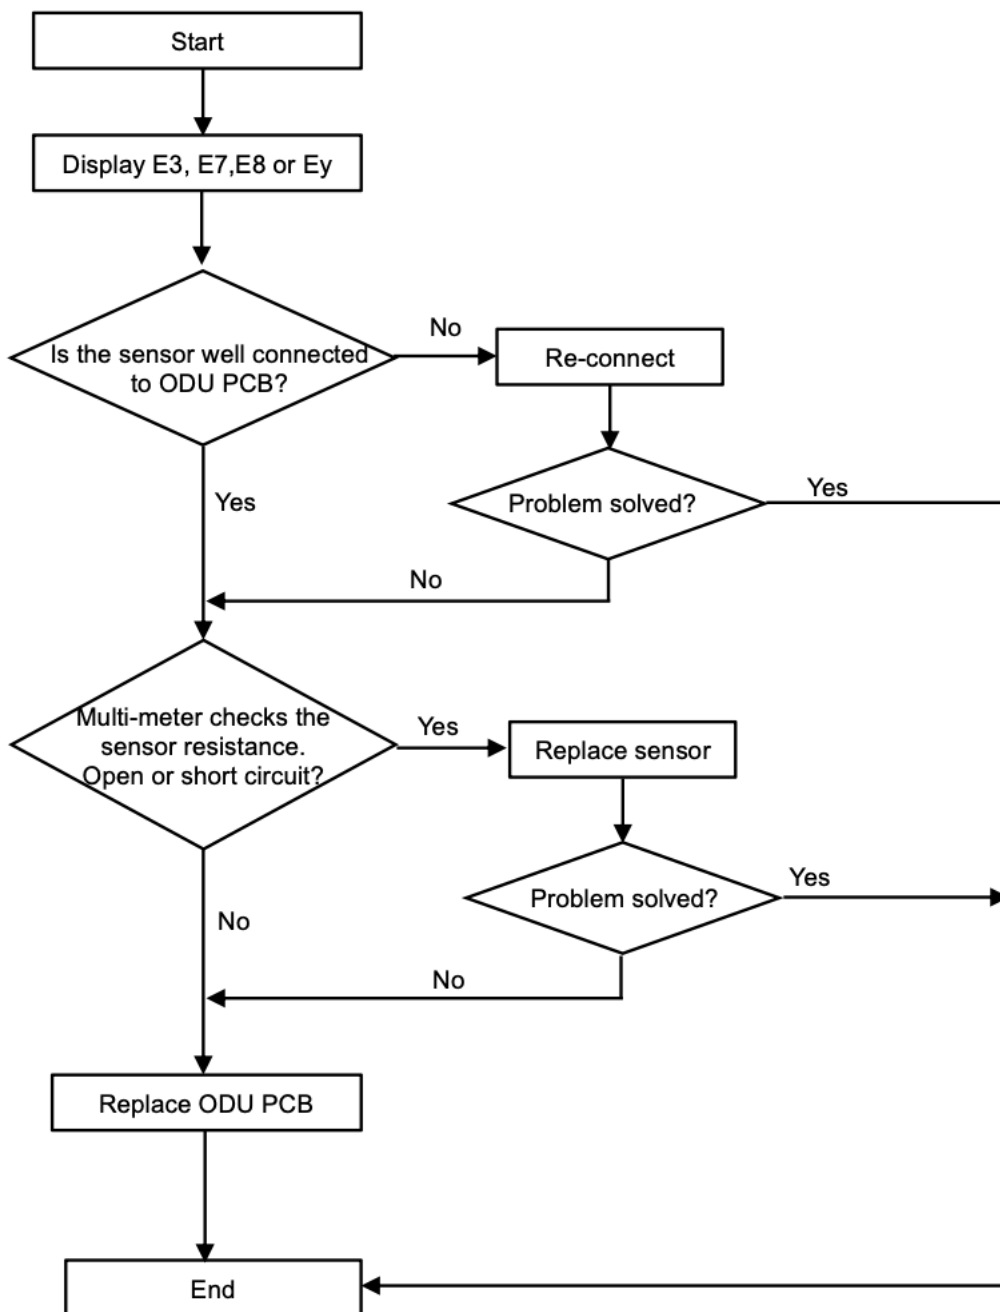 Start
Display E3, E7,E8 or Ey
Is the sensor well connected
to ODU PCB?
No
Re-connect
Yes
Problem solved?
Yes
No
Multi-meter checks the
sensor resistance.
Open or short circuit?
Yes
Replace sensor
Problem solved?
Yes
No
No
Replace ODU PCB
End